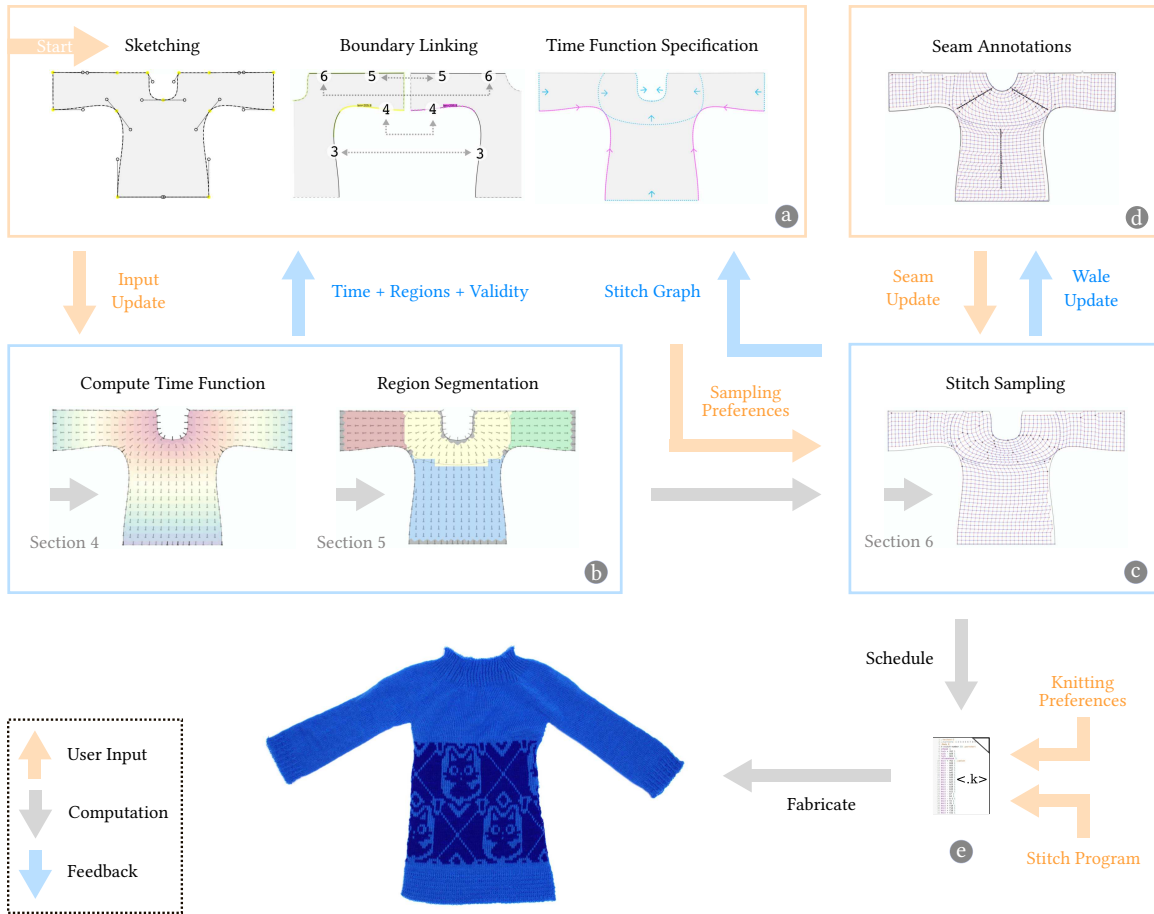 Start
Sketching
Boundary Linking
Time Function Specification
Seam Annotations
6 5 5 6
4 4
3 3
a
d
Input
Update
Time + Regions + Validity
Stitch Graph
Seam
Update
Wale
Update
Compute Time Function
Region Segmentation
Sampling
Preferences
Stitch Sampling
Section 4
Section 5
Section 6
b
c
Schedule
Knitting
Preferences
User Input
<.k>
Computation
Fabricate
e
Stitch Program
Feedback